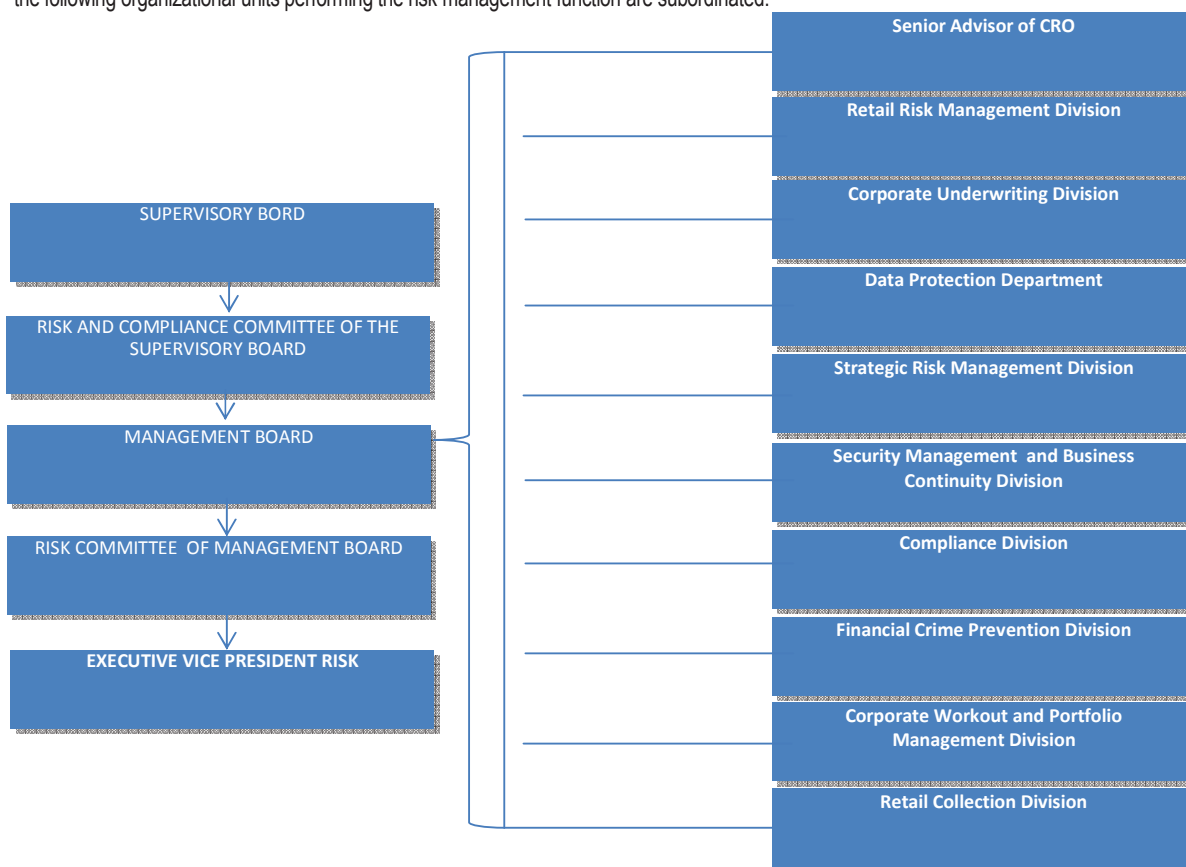 the following organizational units performing the risk management function are subordinated:
Senior Advisor of CRO
Retail Risk Management Division
Corporate Underwriting Division
SUPERVISORY BORD
Data Protection Department
RISK AND COMPLIANCE COMMITTEE OF THE
SUPERVISORY BOARD
Strategic Risk Management Division
MANAGEMENT BOARD
Security Management and Business
Continuity Division
RISK COMMITTEE OF MANAGEMENT BOARD
Compliance Division
Financial Crime Prevention Division
EXECUTIVE VICE PRESIDENT RISK
Corporate Workout and Portfolio
Management Division
Retail Collection Division